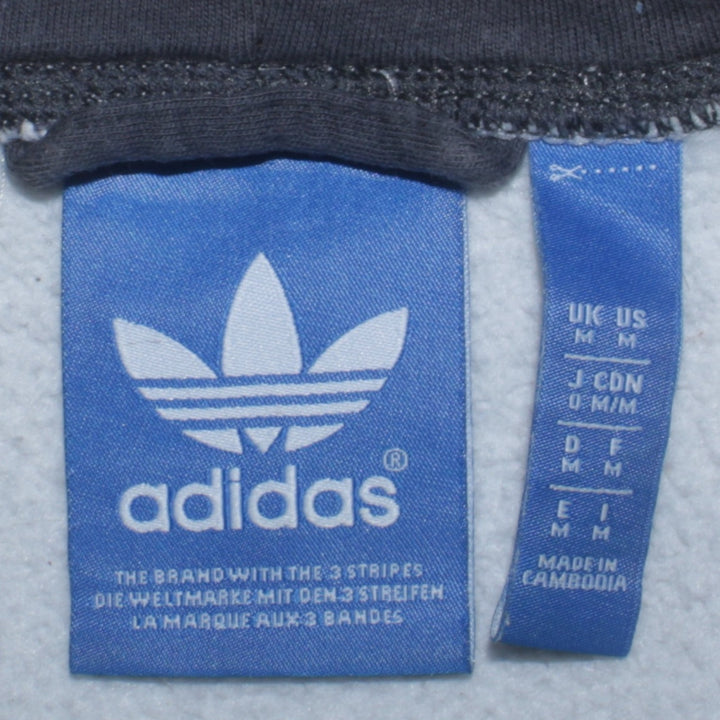 adidas®
THE BRAND WITH THE 3 STRIPES
DIE WELTMARKE MIT DEN 3 STREIFEN
LA MARQUE AUX 3 BANDES
UK US
M M
J CDN
O M/M
D F
M M
E I
M M
MADE IN
CAMBODIA